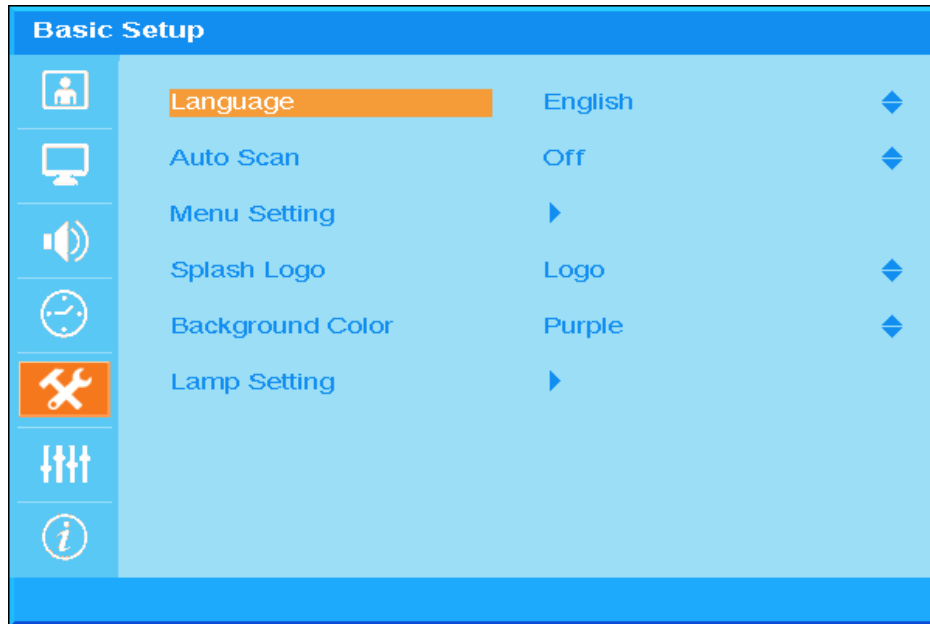 Basic Setup
Language English
Auto Scan Off
Menu Setting
Splash Logo Logo
Background Color Purple
Lamp Setting